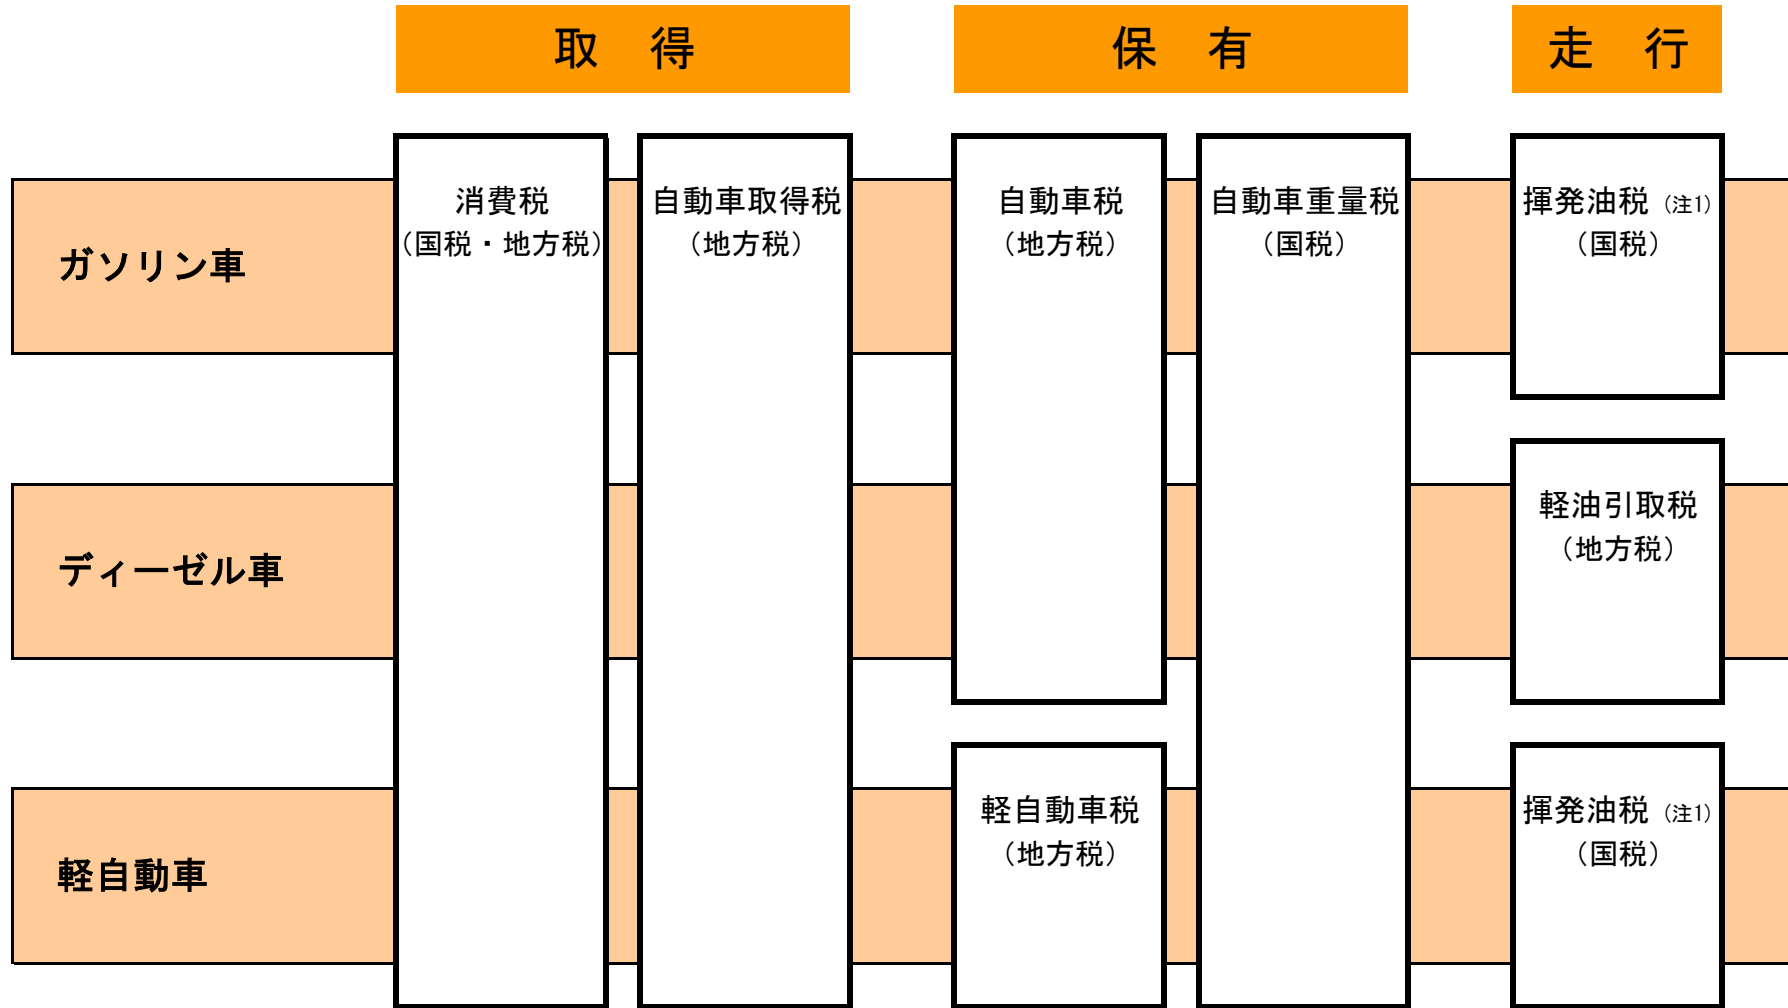 取　得
保　有
走　行
消費税
（国税・地方税）
自動車取得税
（地方税）
自動車税
（地方税）
自動車重量税
（国税）
揮発油税（注1）
（国税）
ガソリン車
軽油引取税
（地方税）
ディーゼル車
軽自動車税
（地方税）
揮発油税（注1）
（国税）
軽自動車